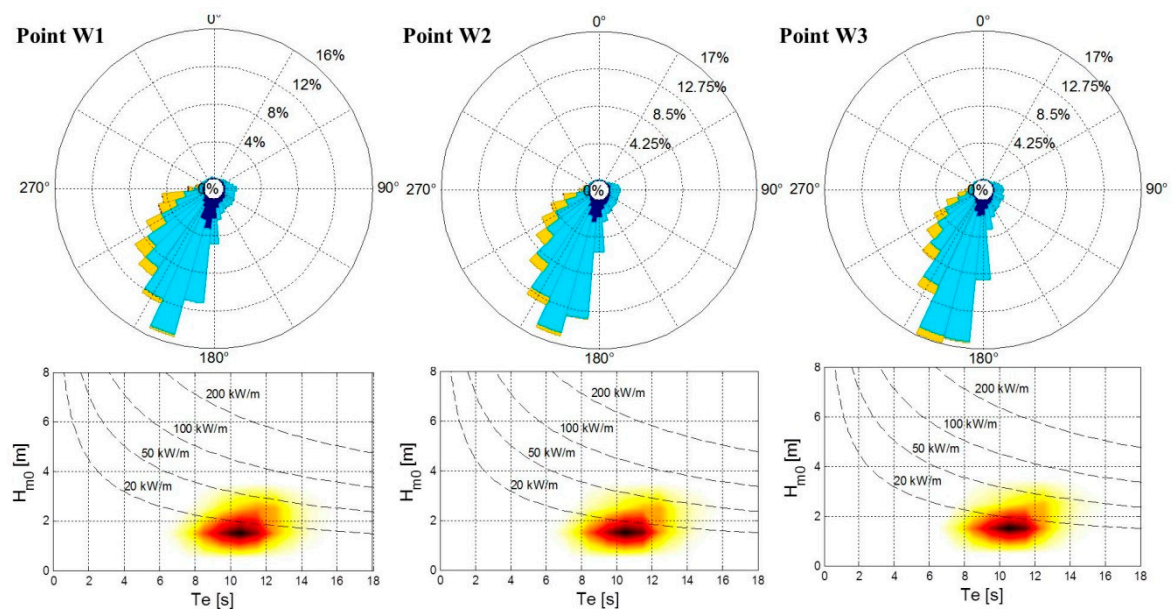 Point W1
0°
16%
12%
8%
4%
0%
270°
90°
180°
Point W2
0°
17%
12.75%
8.5%
4.25%
0%
270°
90°
180°
Point W3
0°
17%
12.75%
8.5%
4.25%
0%
270°
90°
180°
8
6
4
2
0
Hm0 [m]
200 kW/m
100 kW/m
50 kW/m
20 kW/m
0 2 4 6 8 10 12 14 16 18
Te [s]
8
6
4
2
0
Hm0 [m]
200 kW/m
100 kW/m
50 kW/m
20 kW/m
0 2 4 6 8 10 12 14 16 18
Te [s]
8
6
4
2
0
Hm0 [m]
200 kW/m
100 kW/m
50 kW/m
20 kW/m
0 2 4 6 8 10 12 14 16 18
Te [s]